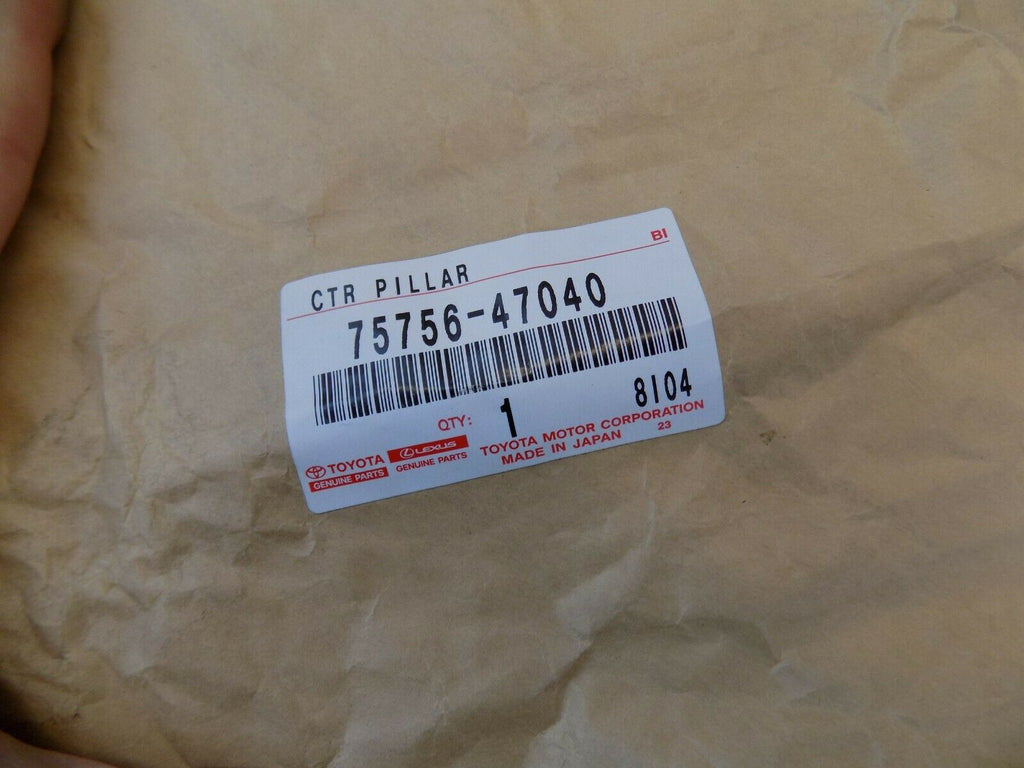 BI
CTR PILLAR
75756-47040
8104
QTY: 1
TOYOTA MOTOR CORPORATION
MADE IN JAPAN 23
TOYOTA
GENUINE PARTS
LEXUS
GENUINE PARTS